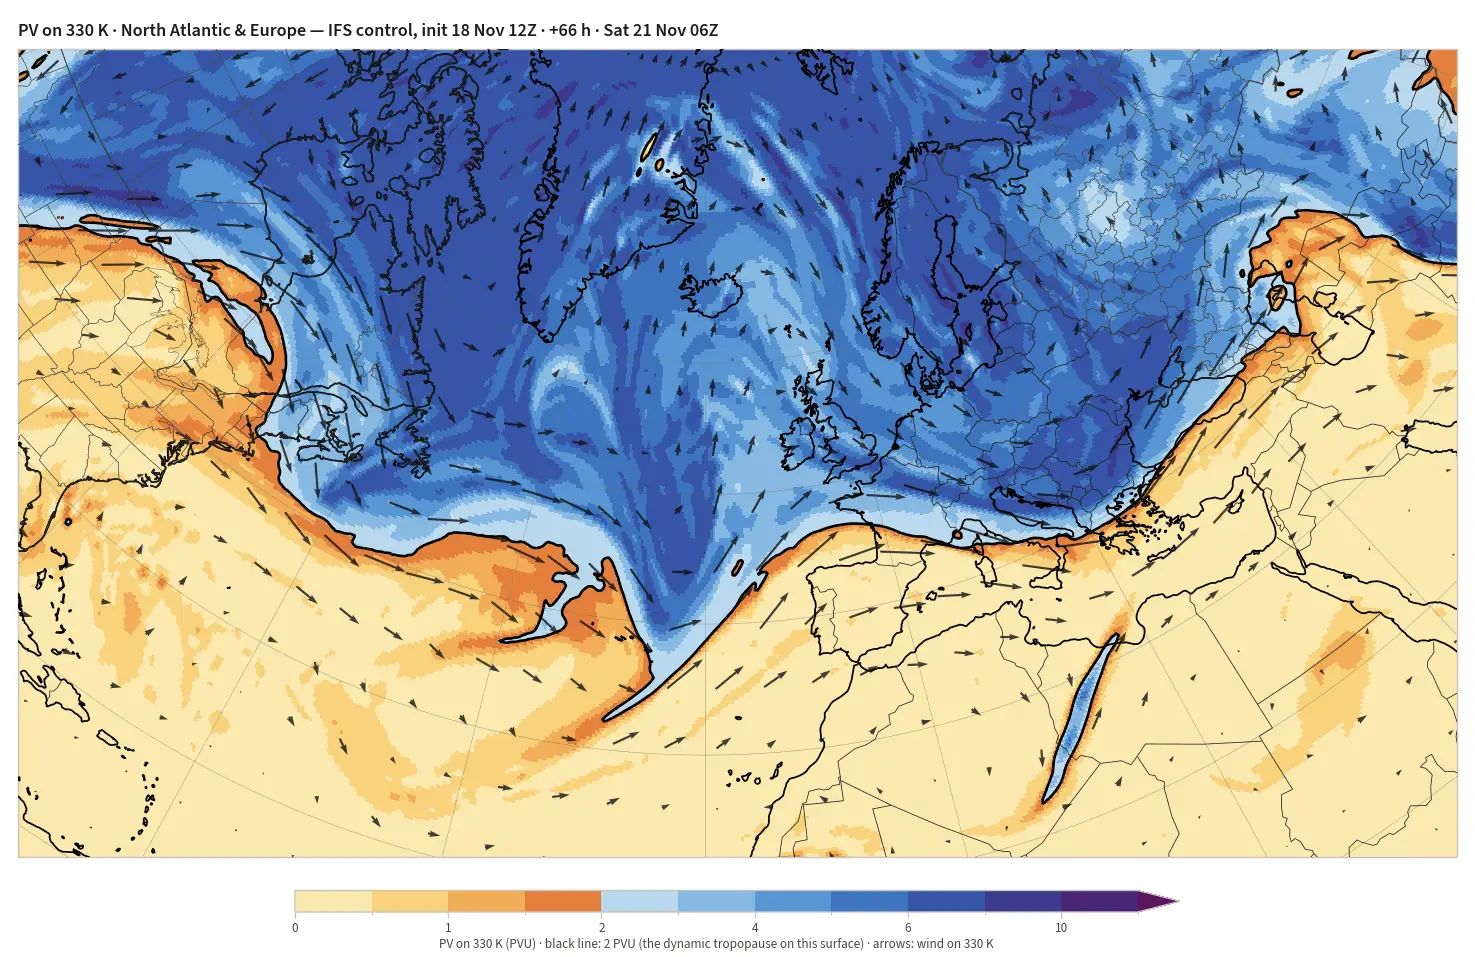 PV on 330 K · North Atlantic & Europe — IFS control, init 18 Nov 12Z · +66 h · Sat 21 Nov 06Z
0 1 2 4 6 10
PV on 330 K (PVU) · black line: 2 PVU (the dynamic tropopause on this surface) · arrows: wind on 330 K